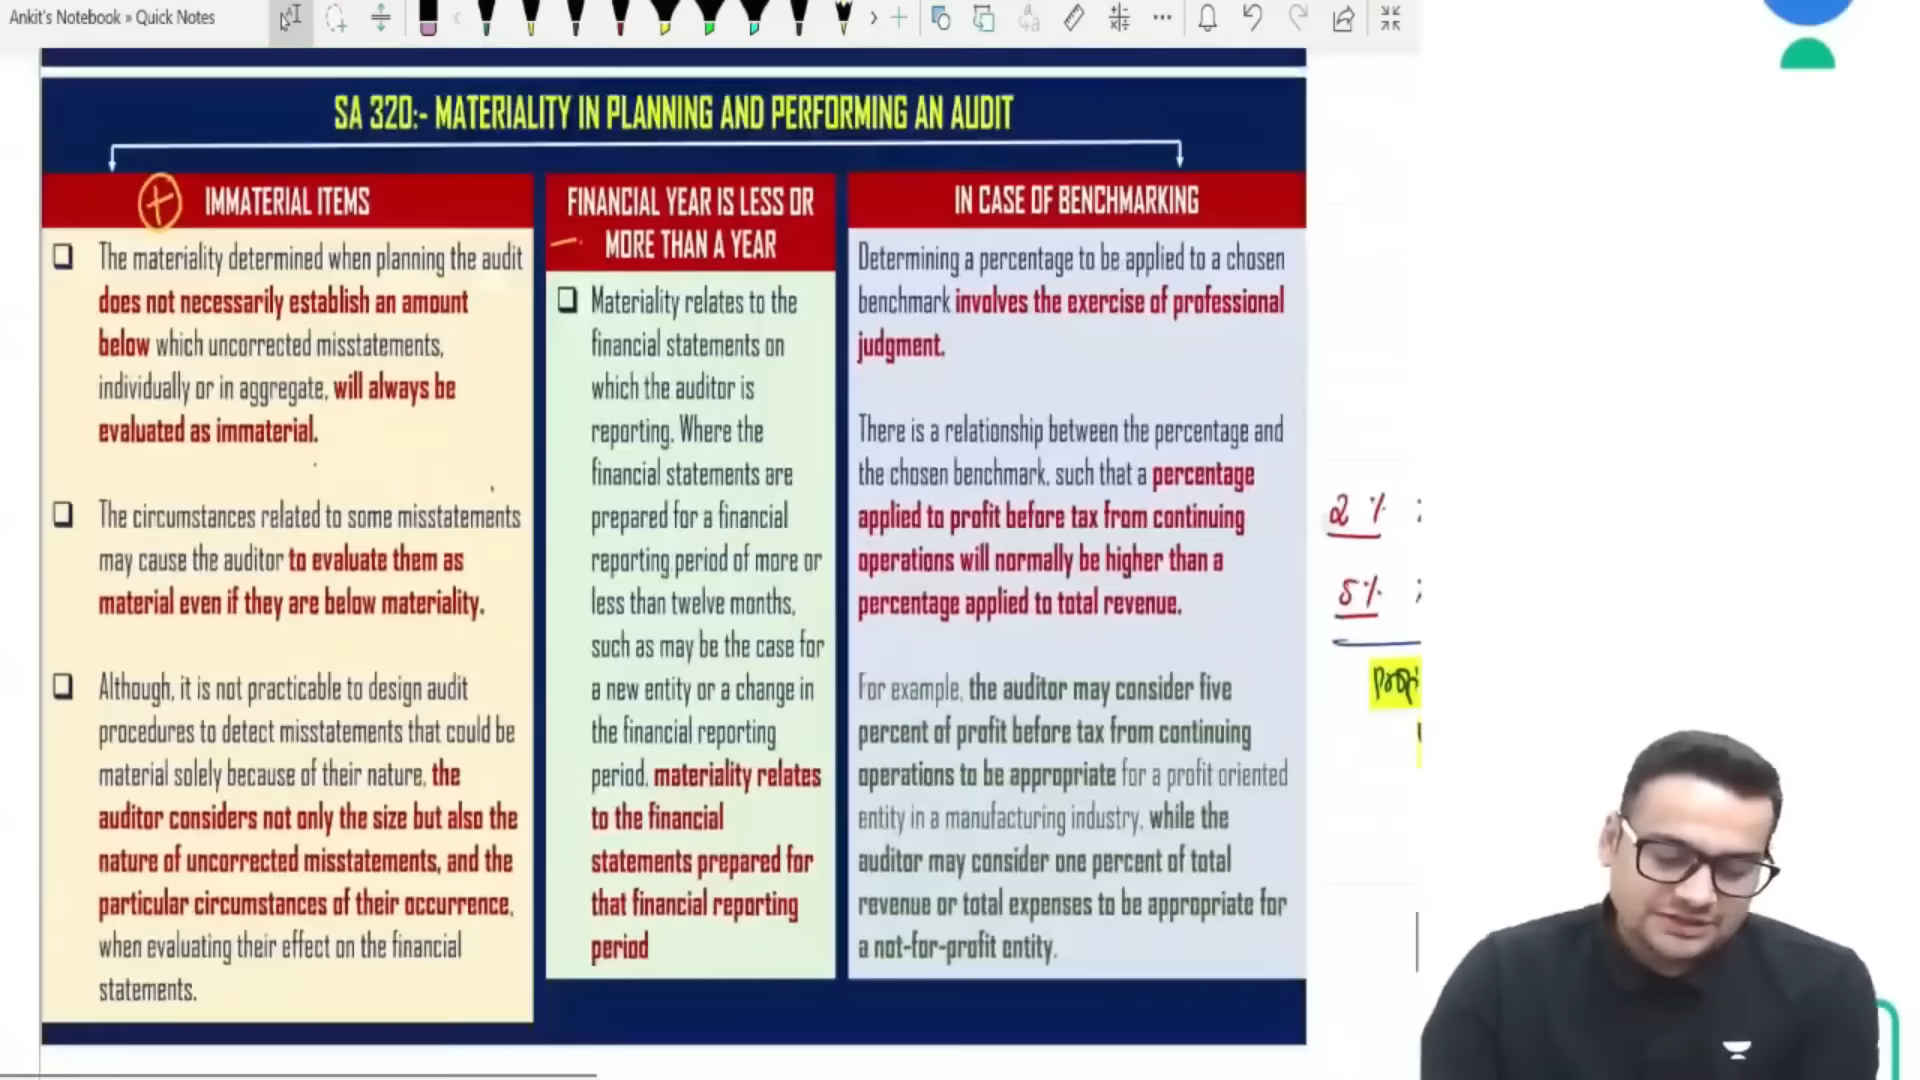 Ankit's Notebook » Quick Notes
SA 320:- MATERIALITY IN PLANNING AND PERFORMING AN AUDIT
IMMATERIAL ITEMS
The materiality determined when planning the audit
does not necessarily establish an amount
below which uncorrected misstatements,
individually or in aggregate, will always be
evaluated as immaterial.
The circumstances related to some misstatements
may cause the auditor to evaluate them as
material even if they are below materiality.
Although, it is not practicable to design audit
procedures to detect misstatements that could be
material solely because of their nature, the
auditor considers not only the size but also the
nature of uncorrected misstatements, and the
particular circumstances of their occurrence,
when evaluating their effect on the financial
statements.
FINANCIAL YEAR IS LESS OR
MORE THAN A YEAR
Materiality relates to the
financial statements on
which the auditor is
reporting. Where the
financial statements are
prepared for a financial
reporting period of more or
less than twelve months,
such as may be the case for
a new entity or a change in
the financial reporting
period, materiality relates
to the financial
statements prepared for
that financial reporting
period
IN CASE OF BENCHMARKING
Determining a percentage to be applied to a chosen
benchmark involves the exercise of professional
judgment.
There is a relationship between the percentage and
the chosen benchmark, such that a percentage
applied to profit before tax from continuing
operations will normally be higher than a
percentage applied to total revenue.
For example, the auditor may consider five
percent of profit before tax from continuing
operations to be appropriate for a profit oriented
entity in a manufacturing industry, while the
auditor may consider one percent of total
revenue or total expenses to be appropriate for
a not-for-profit entity.
2 %
5%